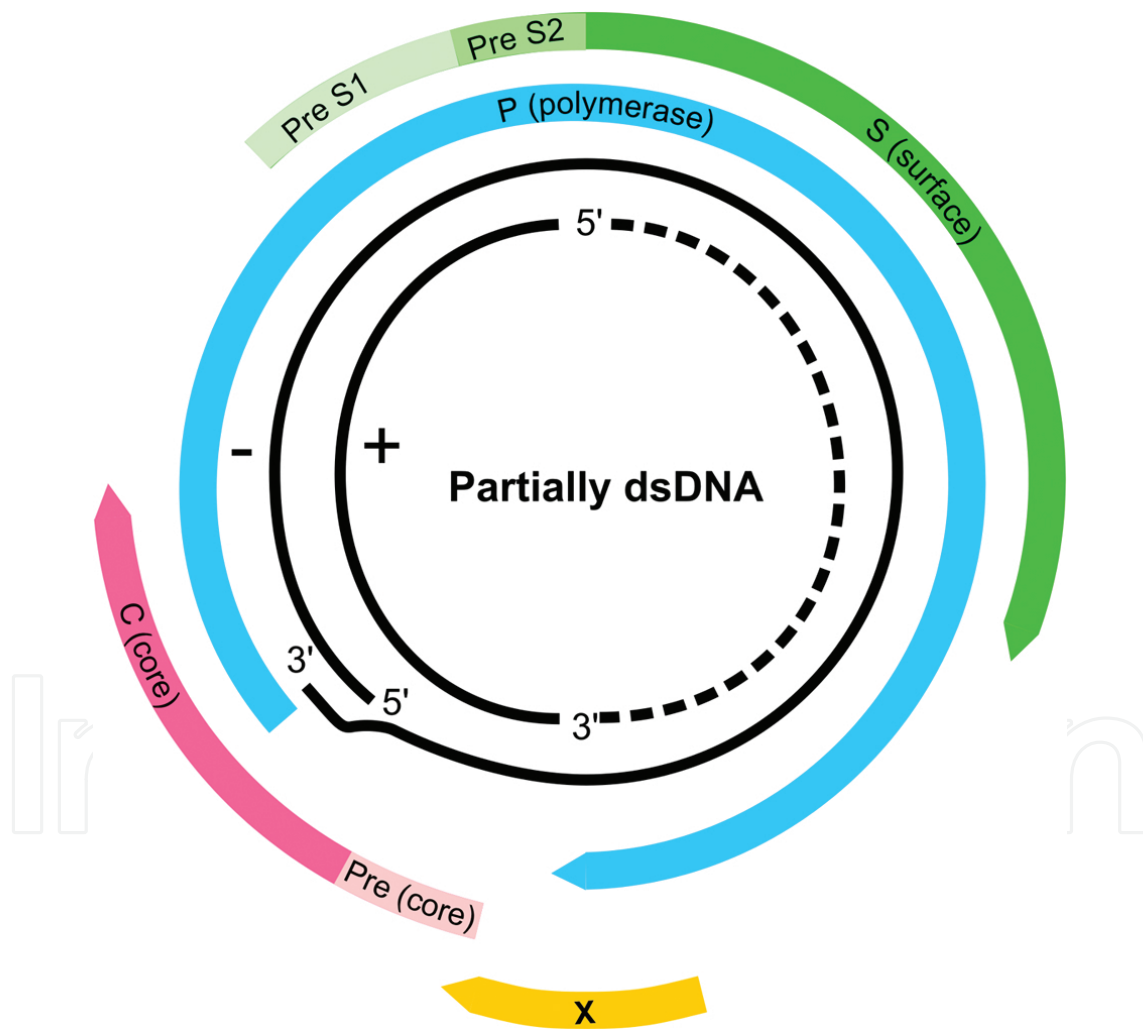 Pre S1
Pre S2
S (surface)
P (polymerase)
5'
-
+
Partially dsDNA
C (core)
3'
5'
3'
Pre (core)
X